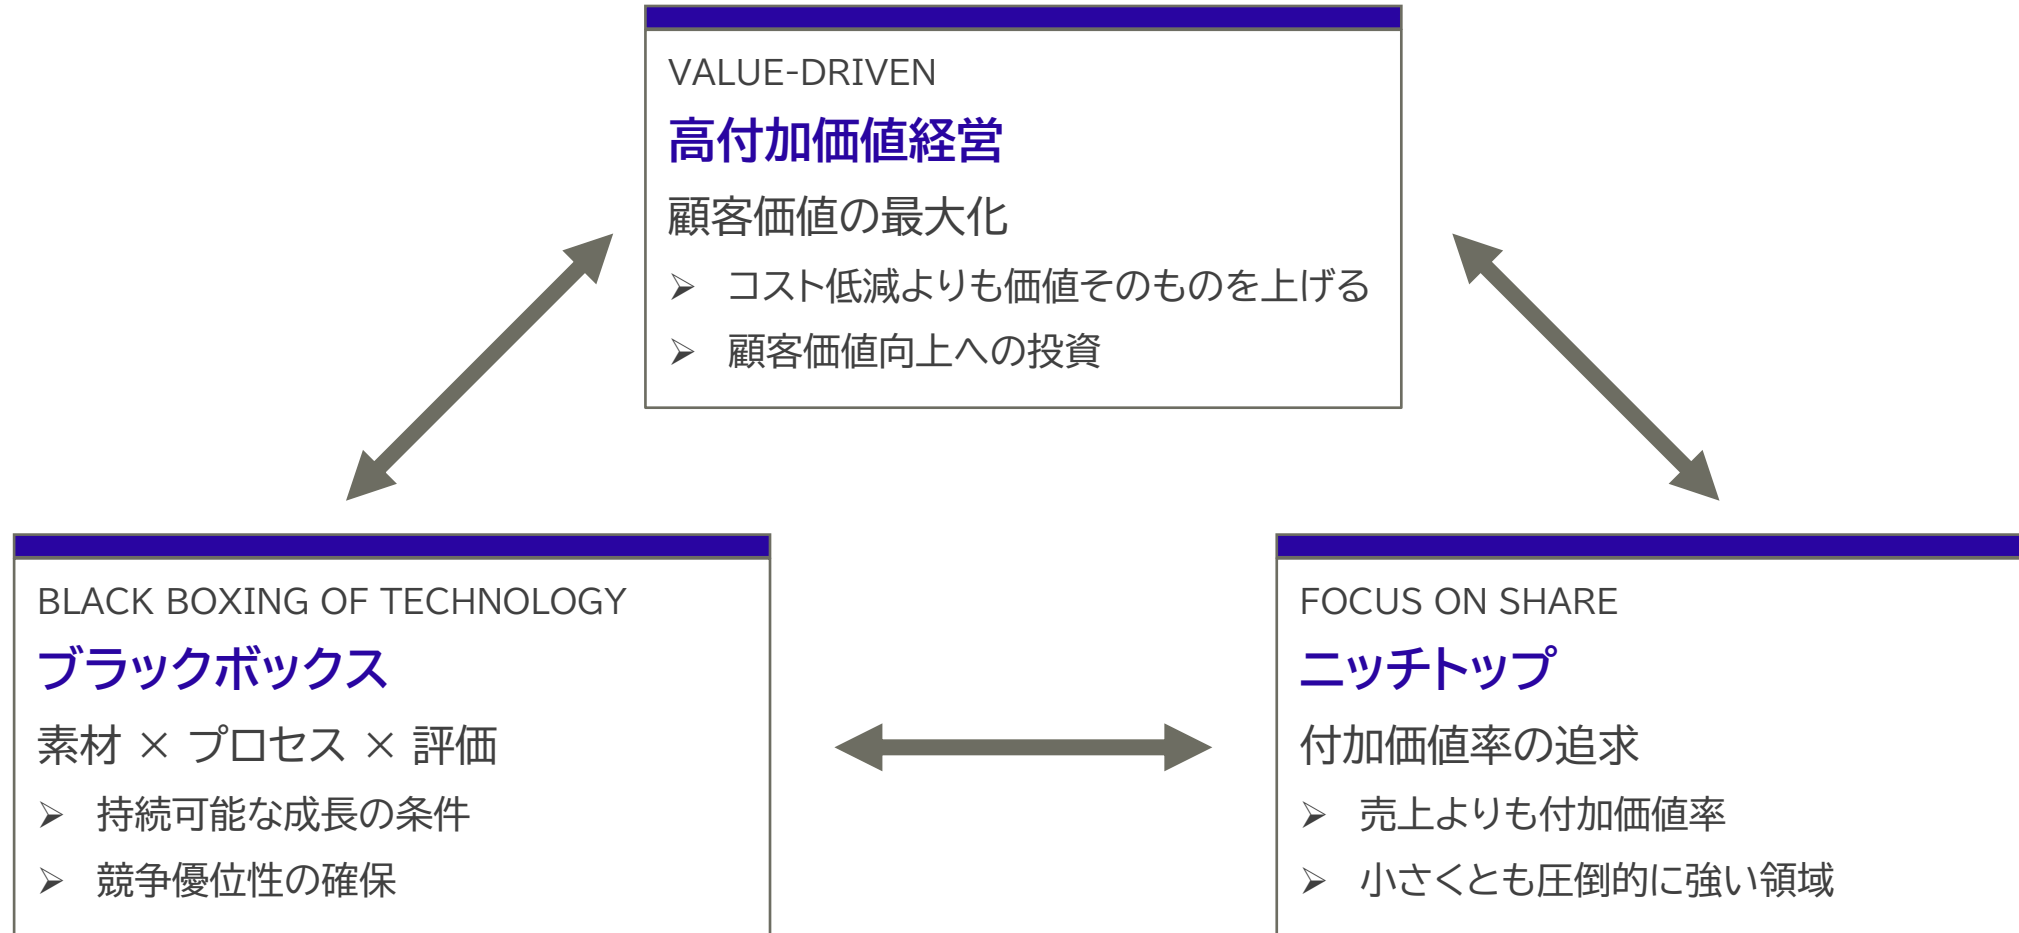 VALUE-DRIVEN
高付加価値経営
顧客価値の最大化
➢ コスト低減よりも価値そのものを上げる
➢ 顧客価値向上への投資
BLACK BOXING OF TECHNOLOGY
ブラックボックス
素材 × プロセス × 評価
➢ 持続可能な成長の条件
➢ 競争優位性の確保
FOCUS ON SHARE
ニッチトップ
付加価値率の追求
➢ 売上よりも付加価値率
➢ 小さくとも圧倒的に強い領域